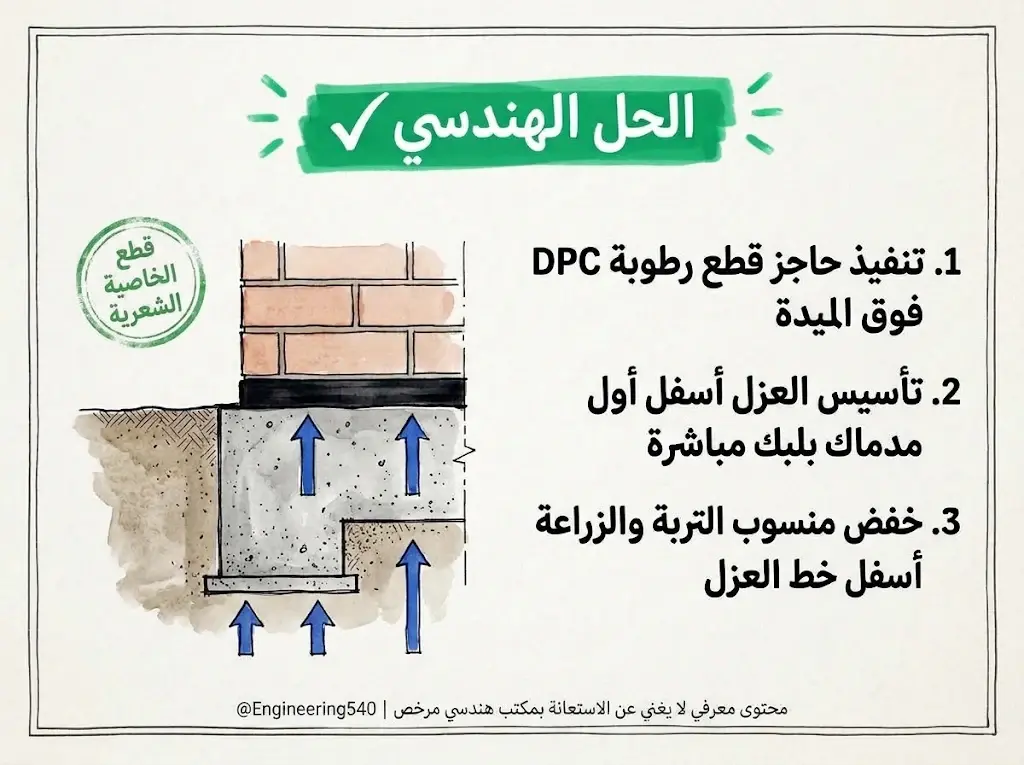 الحل الهندسي ✓
قطع
الخاصية
الشعرية
1. تنفيذ حاجز قطع رطوبة DPC
فوق الميدة
2. تأسيس العزل أسفل أول
مدماك بلبك مباشرة
3. خفض منسوب التربة والزراعة
أسفل خط العزل
محتوى معرفي لا يغني عن الاستعانة بمكتب هندسي مرخص | @Engineering540